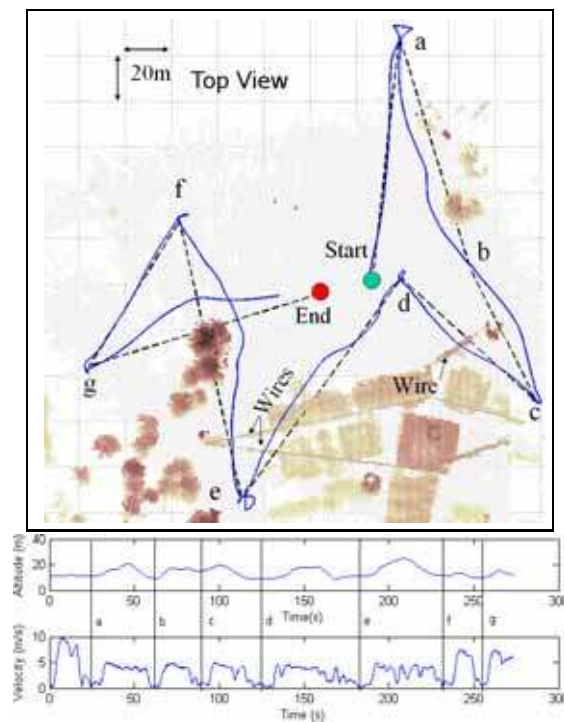 a
20m
Top View
f
b
Start
d
End
Wire
g
Wires
c
e
Altitude (m)
40
20
0
0 50 100 150 200 250 300
Time(s)
a b c d e f g
Velocity (m/s)
10
5
0
0 50 100 150 200 250 300
Time (s)